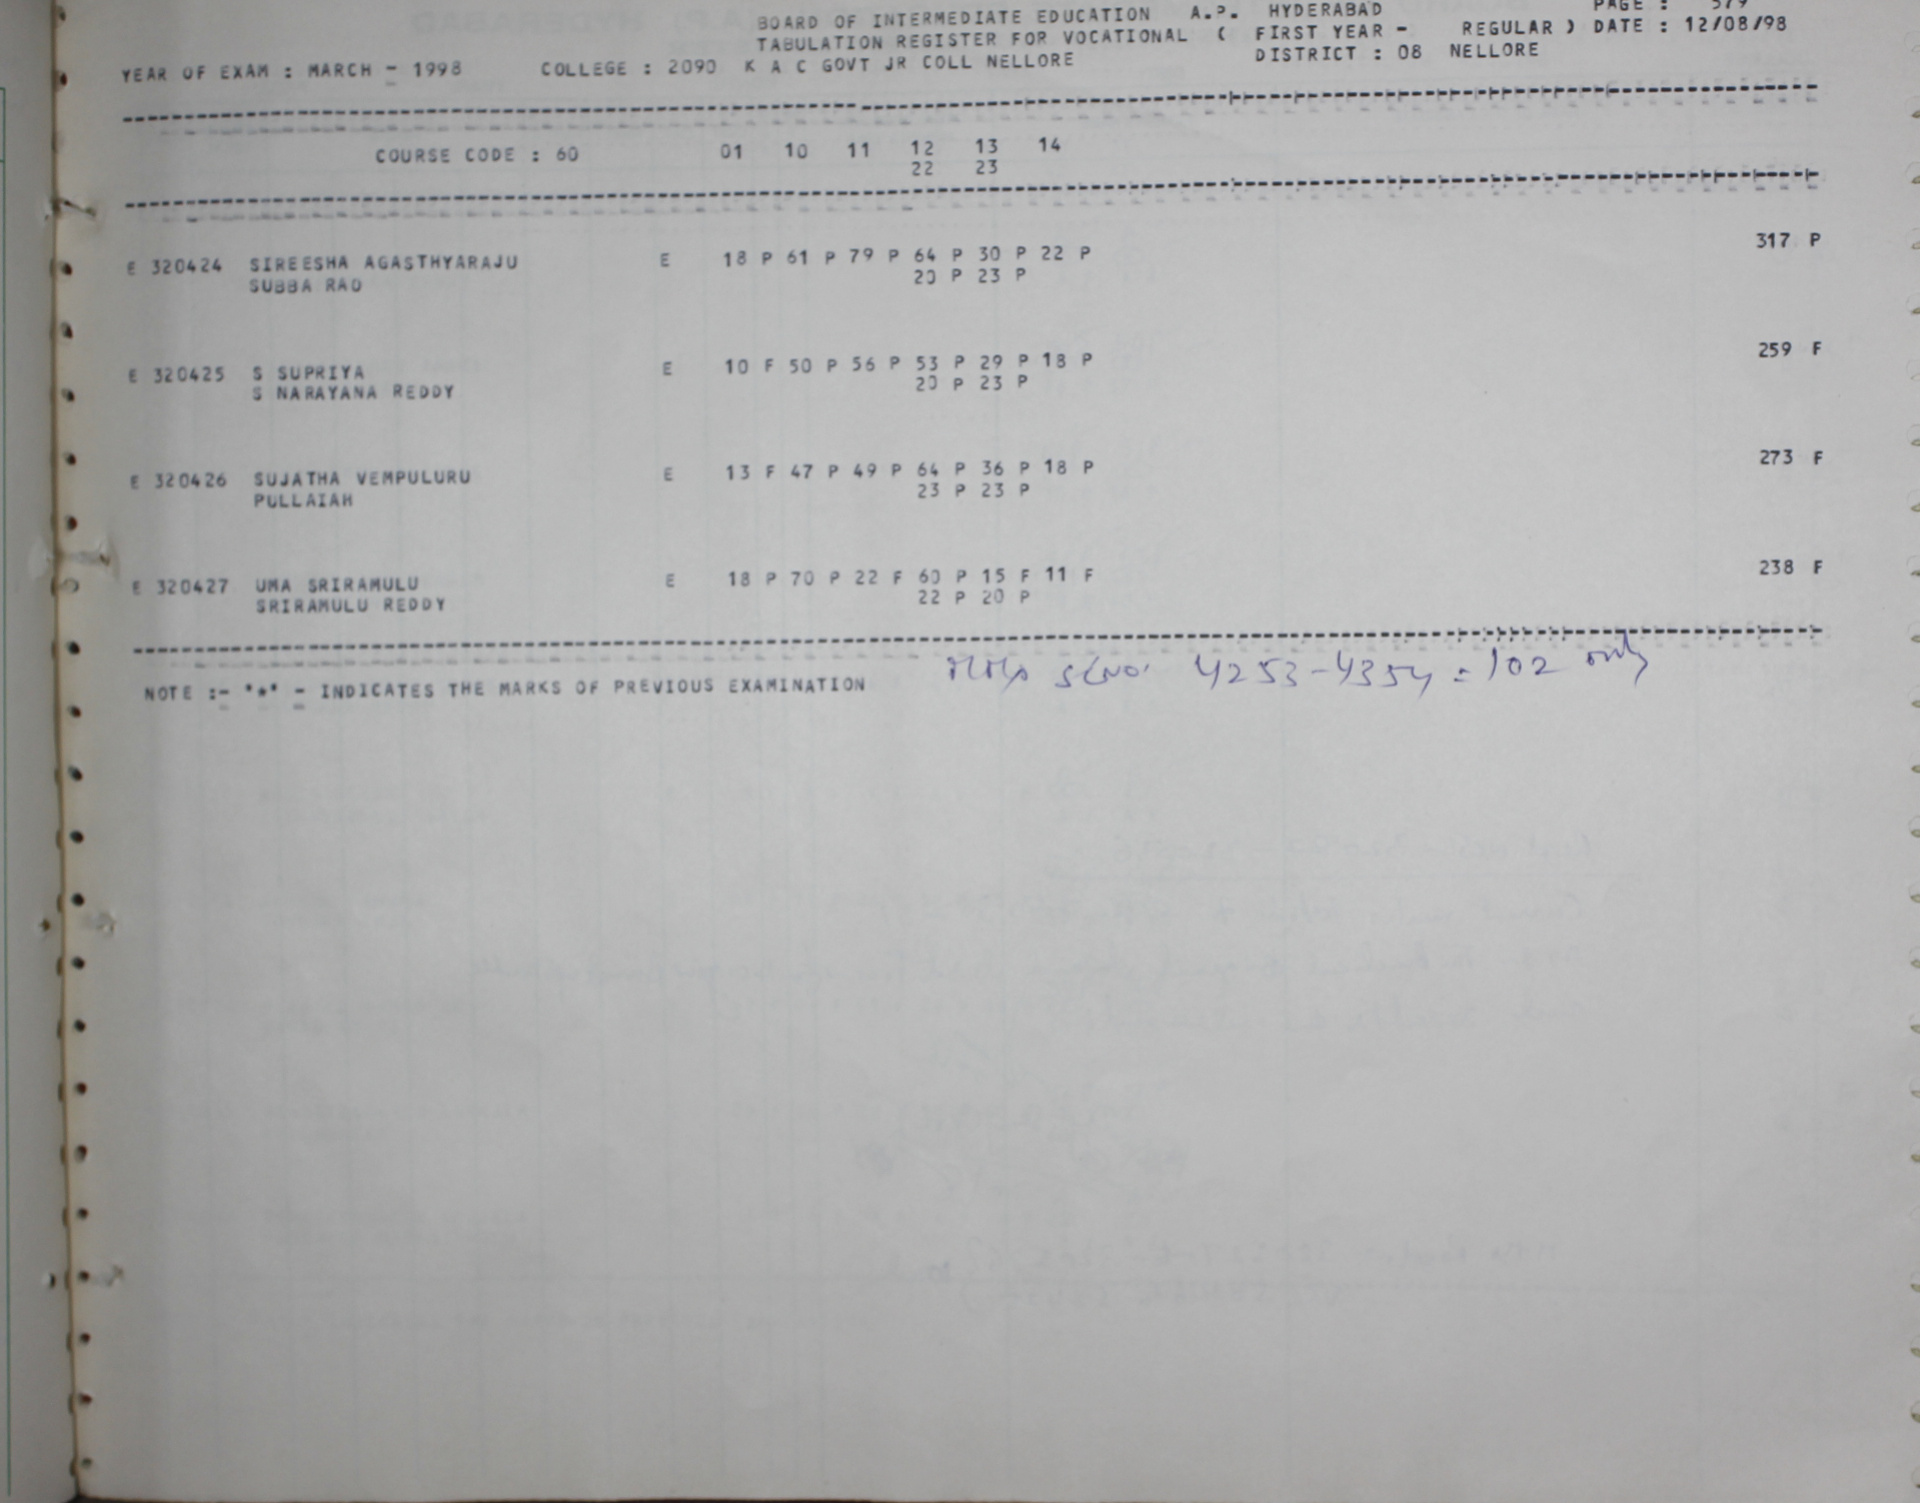 BOARD OF INTERMEDIATE EDUCATION A.P. HYDERABAD PAGE : 579
TABULATION REGISTER FOR VOCATIONAL ( FIRST YEAR - REGULAR ) DATE : 12/08/98
YEAR OF EXAM : MARCH - 1998 COLLEGE : 2090 K A C GOVT JR COLL NELLORE DISTRICT : 08 NELLORE
COURSE CODE : 60 01 10 11 12 13 14
22 23
E 320424 SIREESHA AGASTHYARAJU E 18 P 61 P 79 P 64 P 30 P 22 P 317 P
SUBBA RAO 20 P 23 P
E 320425 S SUPRIYA E 10 F 50 P 56 P 53 P 29 P 18 P 259 F
S NARAYANA REDDY 20 P 23 P
E 320426 SUJATHA VEMPULURU E 13 F 47 P 49 P 64 P 36 P 18 P 273 F
PULLAIAH 23 P 23 P
E 320427 UMA SRIRAMULU E 18 P 70 P 22 F 60 P 15 F 11 F 238 F
SRIRAMULU REDDY 22 P 20 P
NOTE :- "*" - INDICATES THE MARKS OF PREVIOUS EXAMINATION
4253-4354 = 102 only